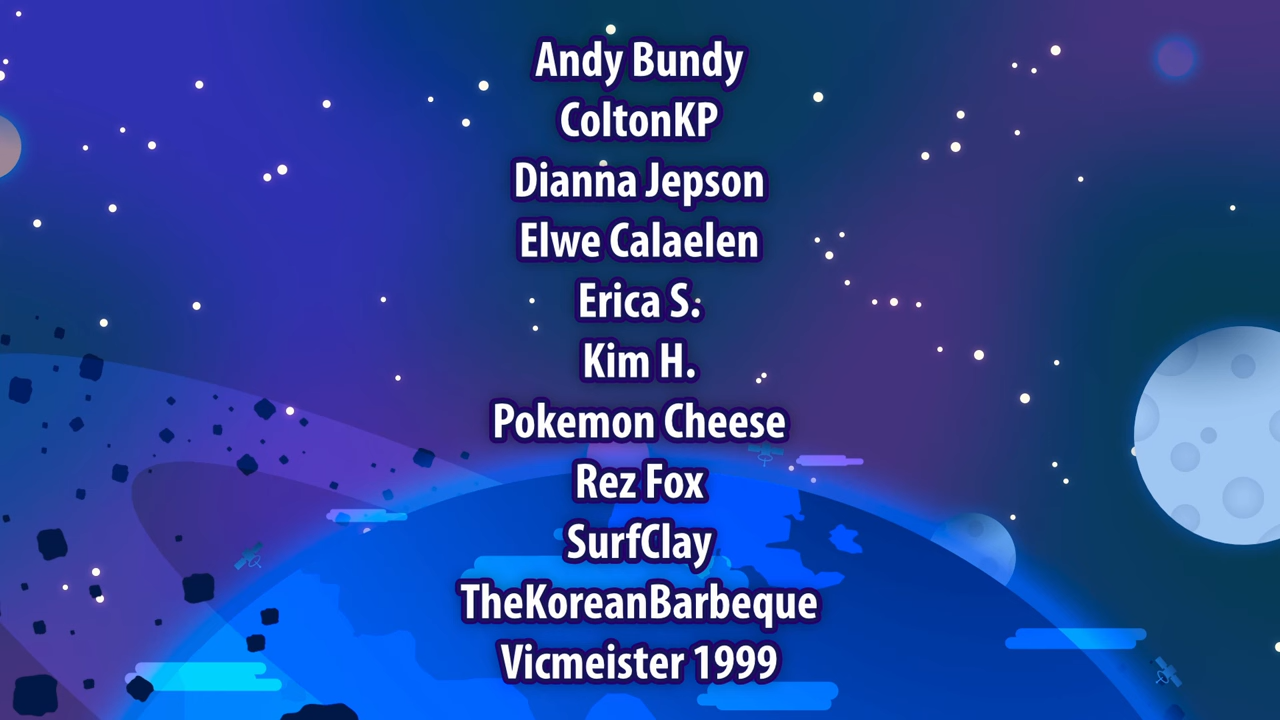 Andy Bundy
ColtonKP
Dianna Jepson
Elwe Calaelen
Erica S.
Kim H.
Pokemon Cheese
Rez Fox
SurfClay
TheKoreanBarbeque
Vicmeister 1999